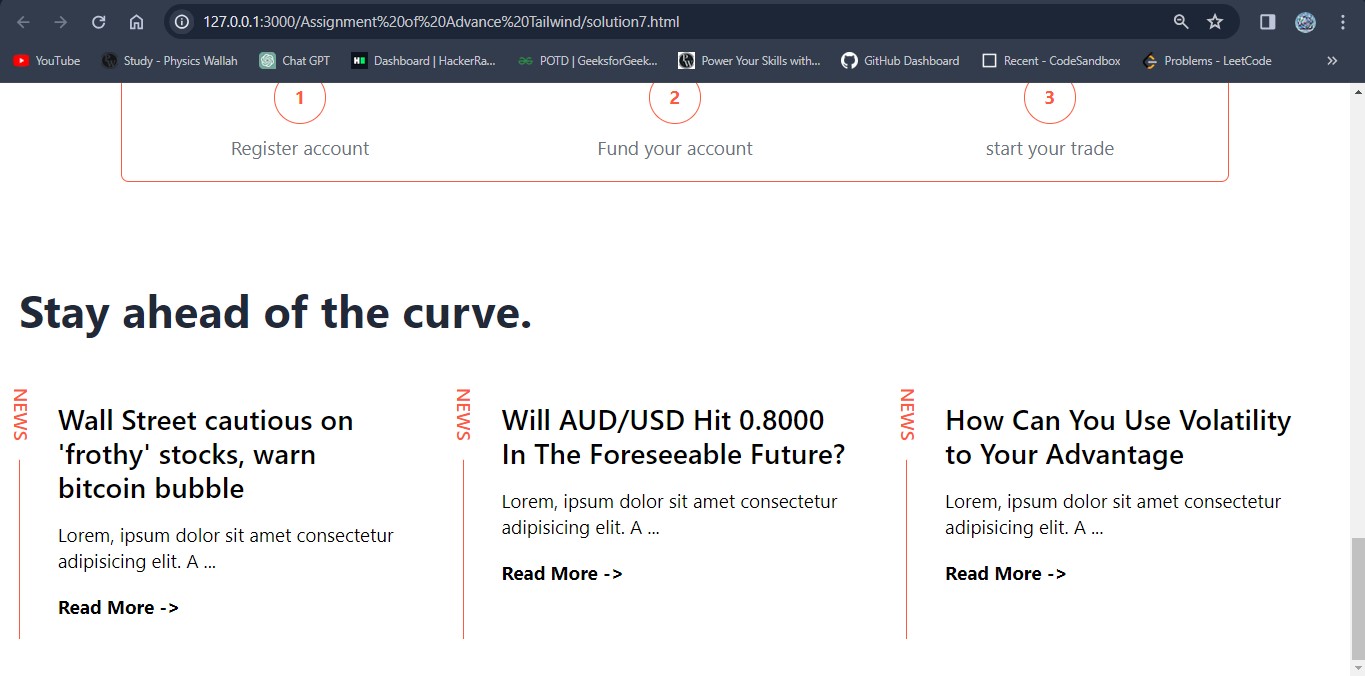 127.0.0.1:3000/Assignment%20of%20Advance%20Tailwind/solution7.html
YouTube Study - Physics Wallah Chat GPT Dashboard | HackerRa... POTD | GeeksforGeek... Power Your Skills with... GitHub Dashboard Recent - CodeSandbox Problems - LeetCode »
1 2 3
Register account Fund your account start your trade
Stay ahead of the curve.
NEWS
Wall Street cautious on
'frothy' stocks, warn
bitcoin bubble
Lorem, ipsum dolor sit amet consectetur
adipisicing elit. A ...
Read More ->
NEWS
Will AUD/USD Hit 0.8000
In The Foreseeable Future?
Lorem, ipsum dolor sit amet consectetur
adipisicing elit. A ...
Read More ->
NEWS
How Can You Use Volatility
to Your Advantage
Lorem, ipsum dolor sit amet consectetur
adipisicing elit. A ...
Read More ->